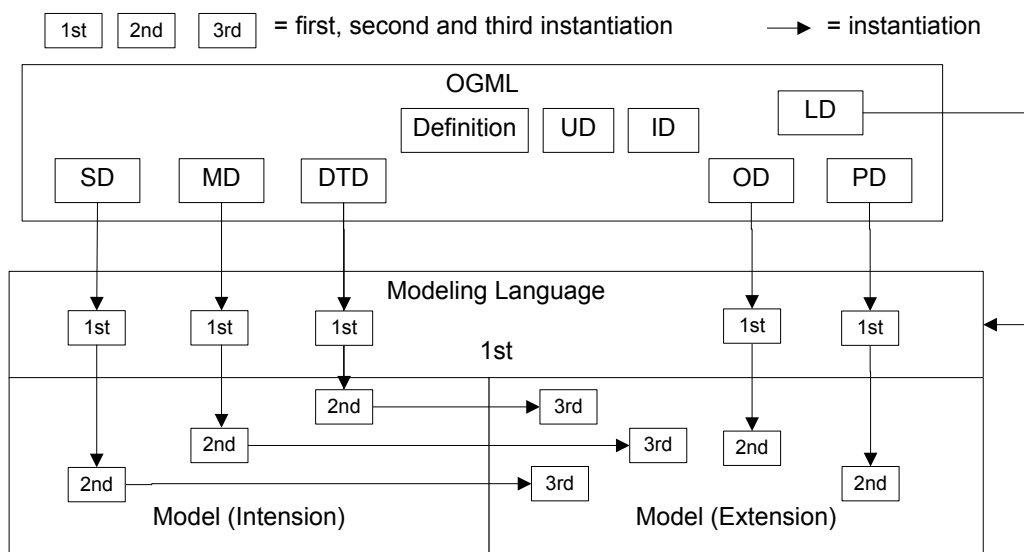 1st 2nd 3rd = first, second and third instantiation = instantiation
OGML
LD
Definition UD ID
SD MD DTD OD PD
Modeling Language
1st 1st 1st 1st 1st
1st
2nd 3rd
2nd 3rd 2nd
2nd 3rd 2nd
Model (Intension) Model (Extension)